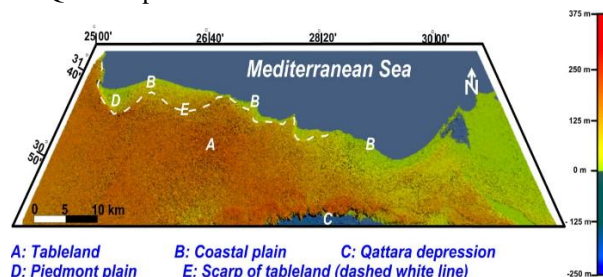 25 00
26 40
28 20
30 00
375 m
250 m
125 m
0 m
- 125 m
-250 m
31 40
30 50
Mediterranean Sea
N
B
D
E
B
A
B
C
0 5 10 km
A: Tableland B: Coastal plain C: Qattara depression
D: Piedmont plain E: Scarp of tableland (dashed white line)